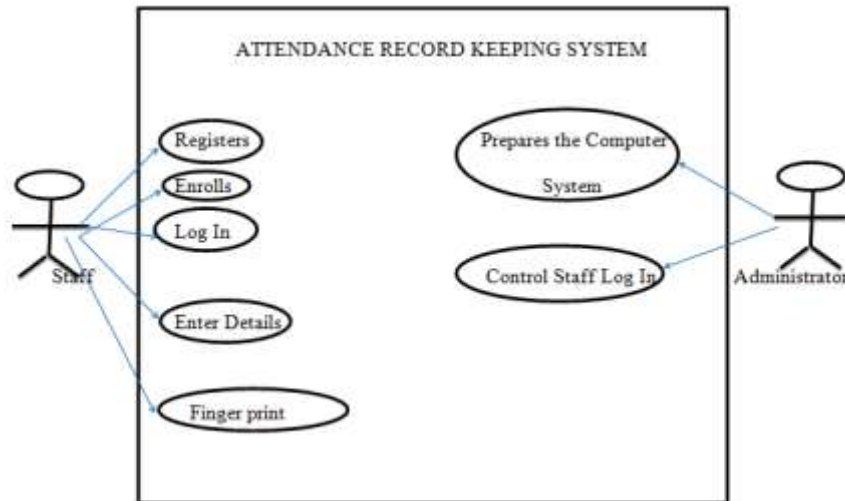 ATTENDANCE RECORD KEEPING SYSTEM
Registers
Enrolls
Log In
Enter Details
Finger print
Staff
Prepares the Computer
System
Control Staff Log In
Administrator